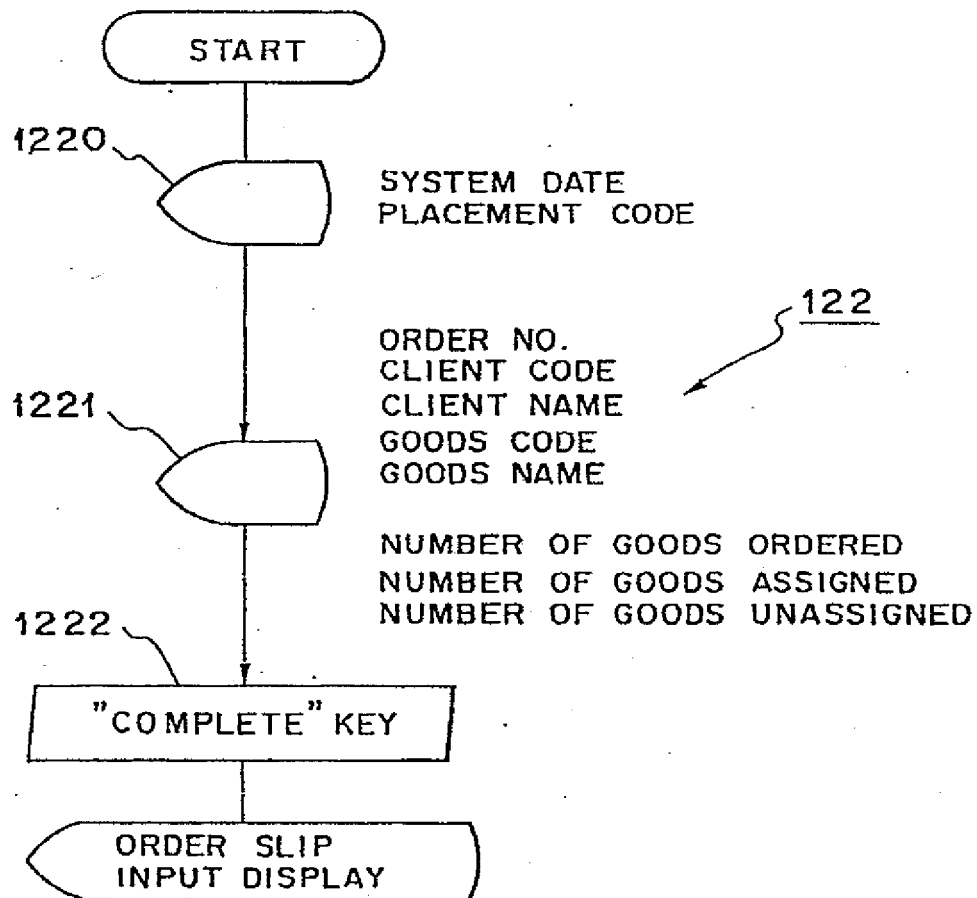 START
1220
SYSTEM DATE
PLACEMENT CODE
122
ORDER NO.
CLIENT CODE
CLIENT NAME
1221
GOODS CODE
GOODS NAME
NUMBER OF GOODS ORDERED
NUMBER OF GOODS ASSIGNED
NUMBER OF GOODS UNASSIGNED
1222
"COMPLETE" KEY
ORDER SLIP
INPUT DISPLAY